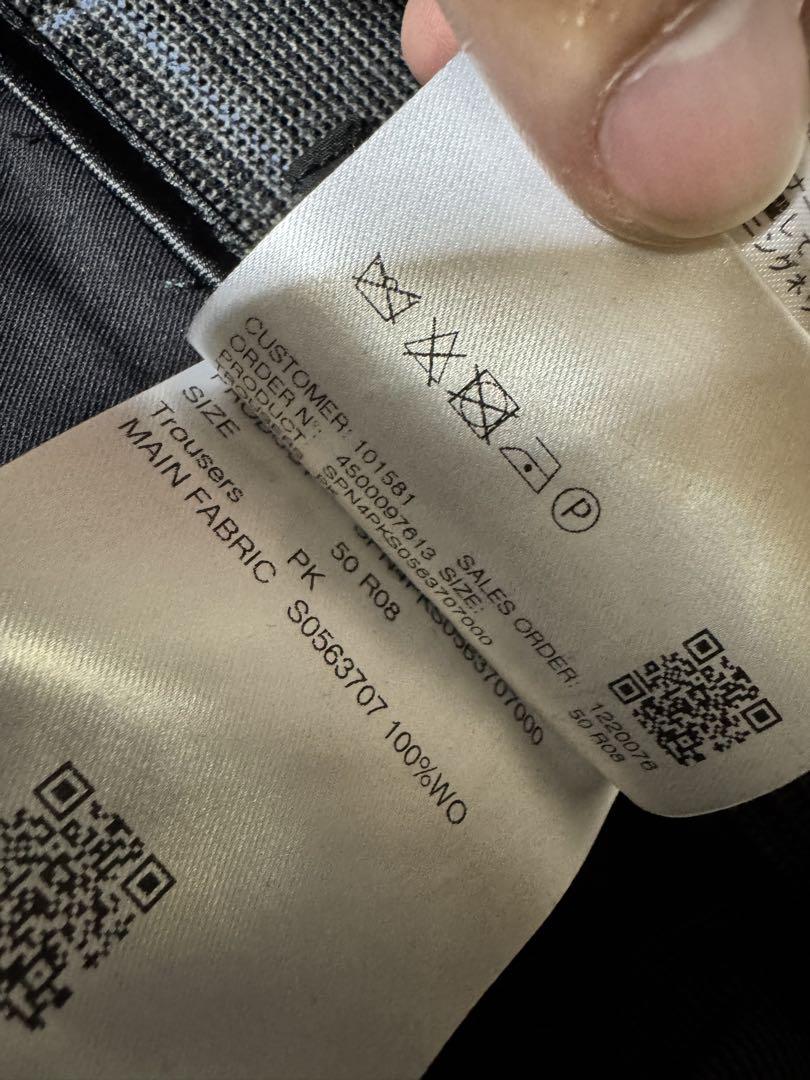 P
CUSTOMER: 101581
ORDER N°: 4500097613 SALES ORDER: 1220078
PRODUCT: SPN4PKS0563707000
SIZE: 50 R08
SPN4PKS0563707000
SIZE 50 R08
Trousers PK
MAIN FABRIC S0563707 100%WO